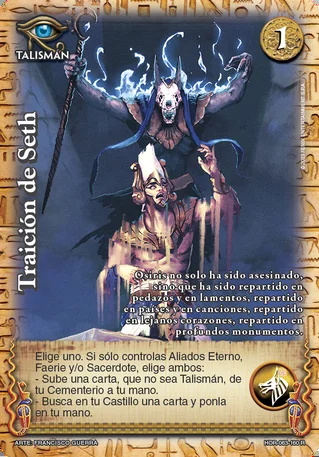 TALISMÁN
1
Traición de Seth
Osiris no solo ha sido asesinado,
sino que ha sido repartido en
pedazos y en lamentos, repartido
en países y en canciones, repartido
en lejanos corazones, repartido en
profundos monumentos.
Elige uno. Si sólo controlas Aliados Eterno,
Faerie y/o Sacerdote, elige ambos:
- Sube una carta, que no sea Talismán, de
tu Cementerio a tu mano.
- Busca en tu Castillo una carta y ponla
en tu mano.
ARTE: FRANCISCO GUERRA